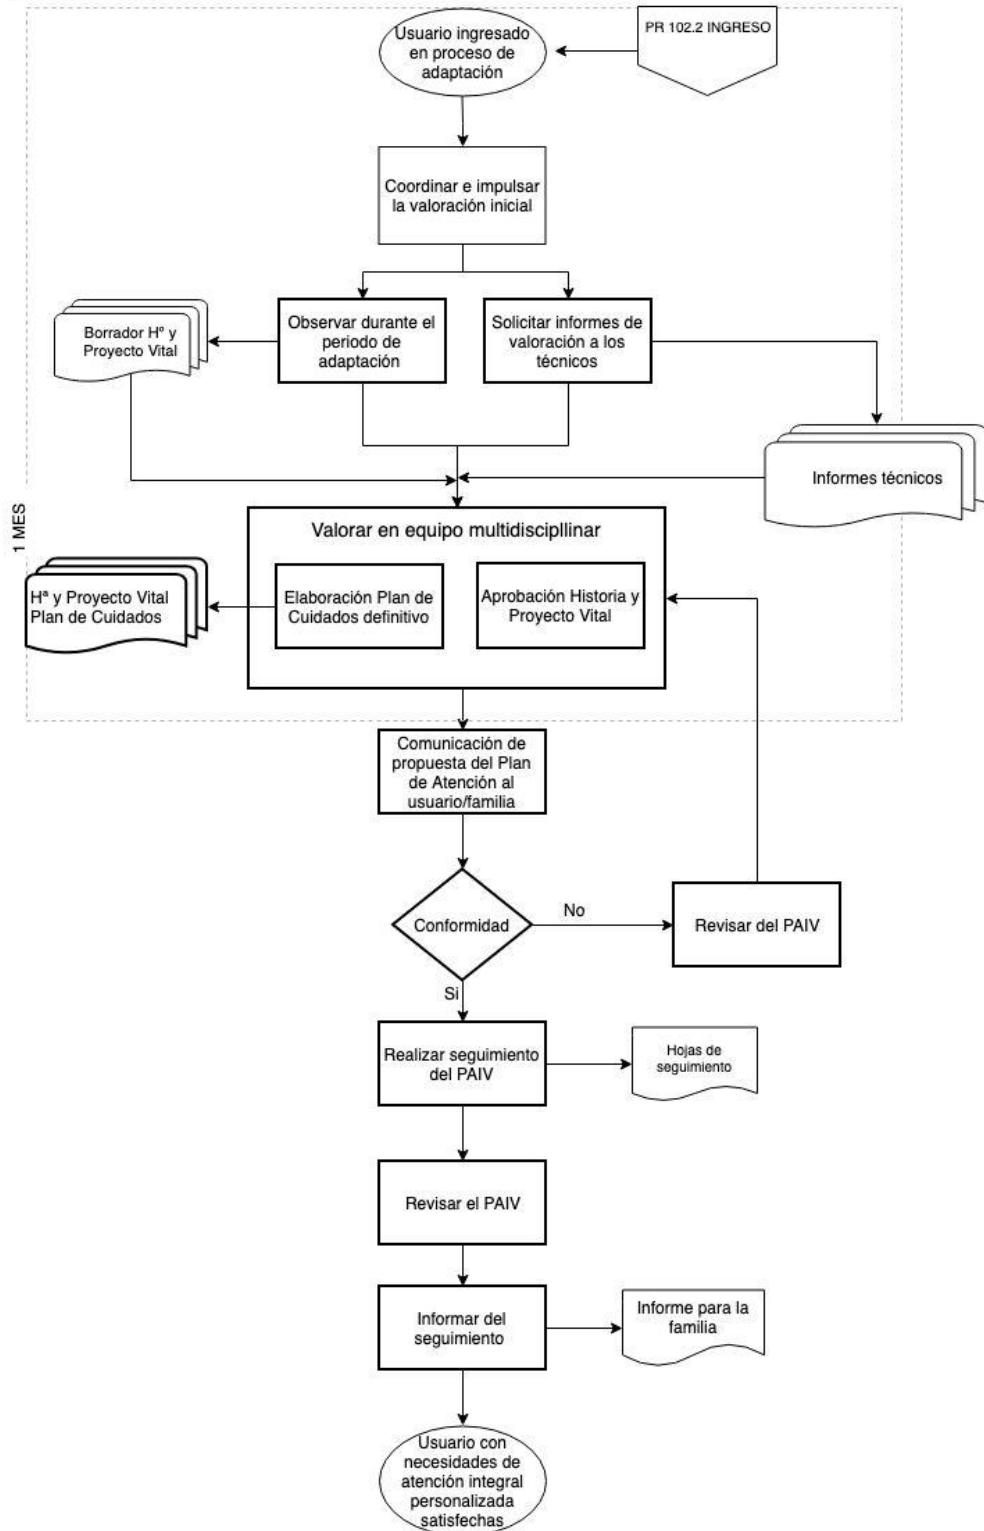 Usuario ingresado
en proceso de
adaptación
PR 102.2 INGRESO
Coordinar e impulsar
la valoración inicial
Borrador Hº y
Proyecto Vital
Observar durante el
periodo de
adaptación
Solicitar informes de
valoración a los
técnicos
Informes técnicos
1 MES
Valorar en equipo multidiscipllinar
Hª y Proyecto Vital
Plan de Cuidados
Elaboración Plan de
Cuidados definitivo
Aprobación Historia y
Proyecto Vital
Comunicación de
propuesta del Plan
de Atención al
usuario/familia
Conformidad
No
Revisar del PAIV
Si
Realizar seguimiento
del PAIV
Hojas de
seguimiento
Revisar el PAIV
Informar del
seguimiento
Informe para la
familia
Usuario con
necesidades de
atención integral
personalizada
satisfechas